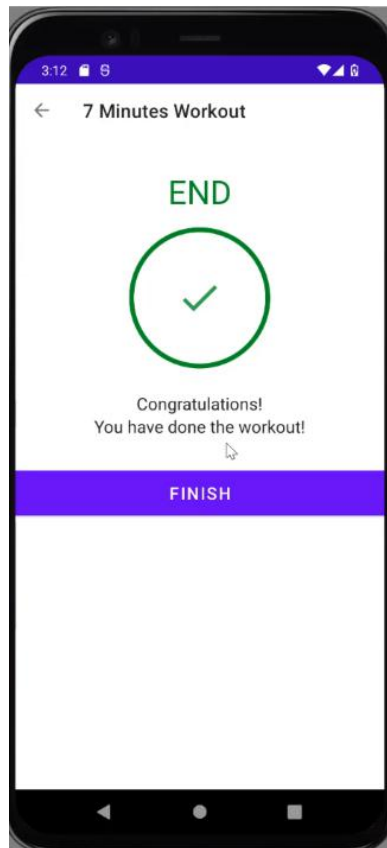 3:12
7 Minutes Workout
END
Congratulations!
You have done the workout!
FINISH